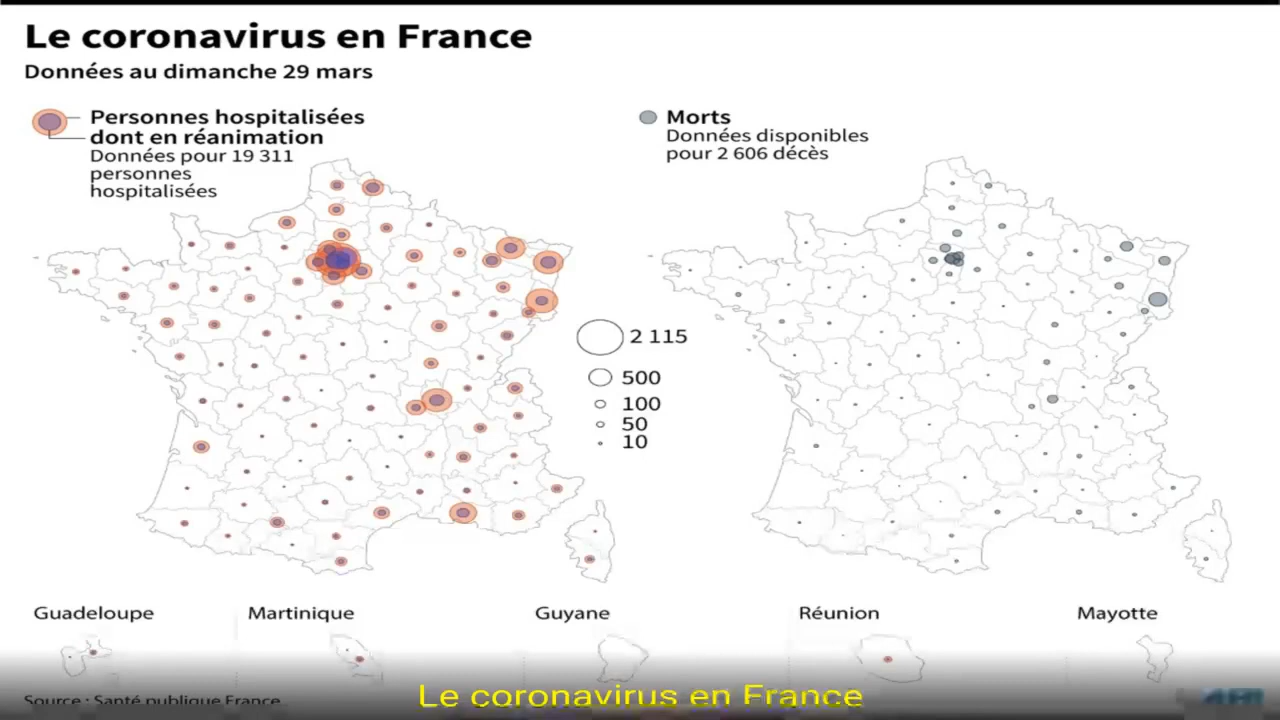 Le coronavirus en France
Données au dimanche 29 mars
Personnes hospitalisées
dont en réanimation
Données pour 19 311
personnes
hospitalisées
Morts
Données disponibles
pour 2 606 décès
2 115
500
100
50
10
Guadeloupe
Martinique
Guyane
Réunion
Mayotte
Source : Santé publique France
Le coronavirus en France